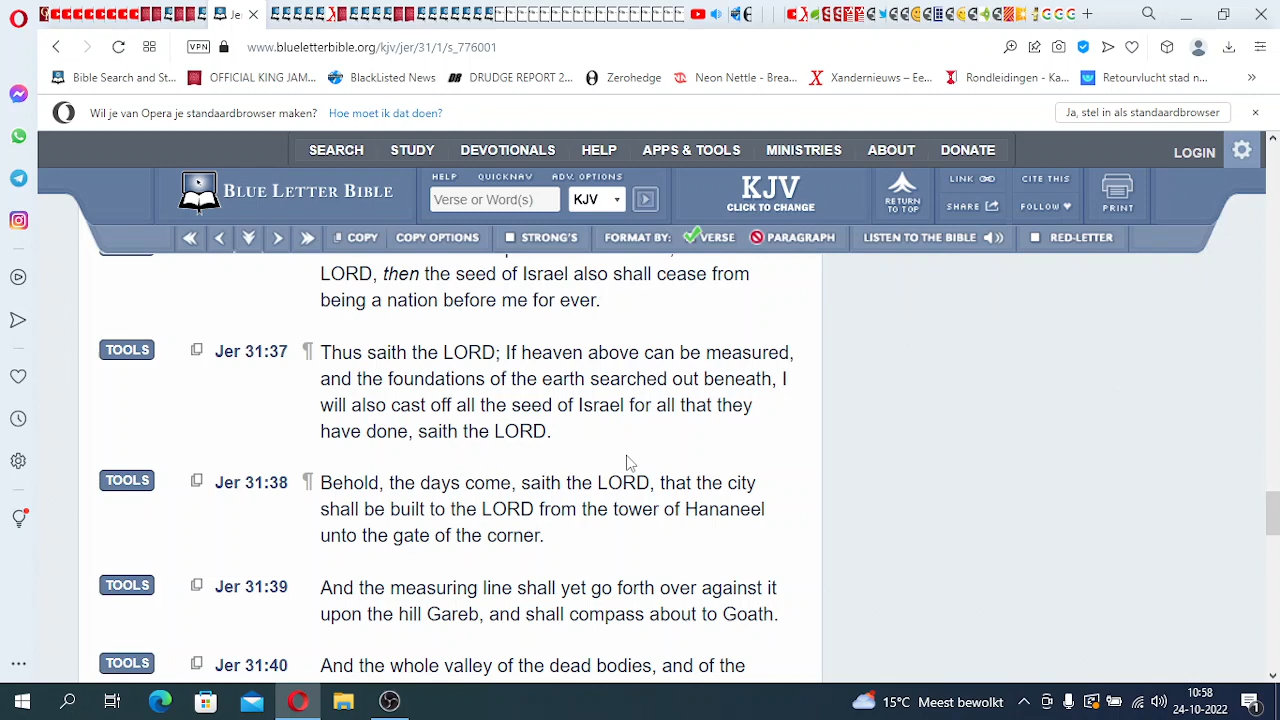 Je
www.blueletterbible.org/kjv/jer/31/1/s_776001
VPN
Bible Search and St...
OFFICIAL KING JAM...
BlackListed News
DRUDGE REPORT 2...
Zerohedge
Neon Nettle - Brea...
Xandernieuws – Ee...
Rondleidingen - Ka...
Retourvlucht stad n...
Wil je van Opera je standaardbrowser maken?
Hoe moet ik dat doen?
Ja, stel in als standaardbrowser
SEARCH
STUDY
DEVOTIONALS
HELP
APPS & TOOLS
MINISTRIES
ABOUT
DONATE
LOGIN
BLUE LETTER BIBLE
HELP
QUICKNAV
ADV. OPTIONS
Verse or Word(s)
KJV
KJV
CLICK TO CHANGE
RETURN
TO TOP
LINK
SHARE
CITE THIS
FOLLOW
PRINT
COPY
COPY OPTIONS
STRONG'S
FORMAT BY:
VERSE
PARAGRAPH
LISTEN TO THE BIBLE
RED-LETTER
LORD, then the seed of Israel also shall cease from
being a nation before me for ever.
TOOLS
Jer 31:37
¶ Thus saith the LORD; If heaven above can be measured,
and the foundations of the earth searched out beneath, I
will also cast off all the seed of Israel for all that they
have done, saith the LORD.
TOOLS
Jer 31:38
¶ Behold, the days come, saith the LORD, that the city
shall be built to the LORD from the tower of Hananeel
unto the gate of the corner.
TOOLS
Jer 31:39
And the measuring line shall yet go forth over against it
upon the hill Gareb, and shall compass about to Goath.
TOOLS
Jer 31:40
And the whole valley of the dead bodies, and of the
15°C Meest bewolkt
10:58
24-10-2022
1